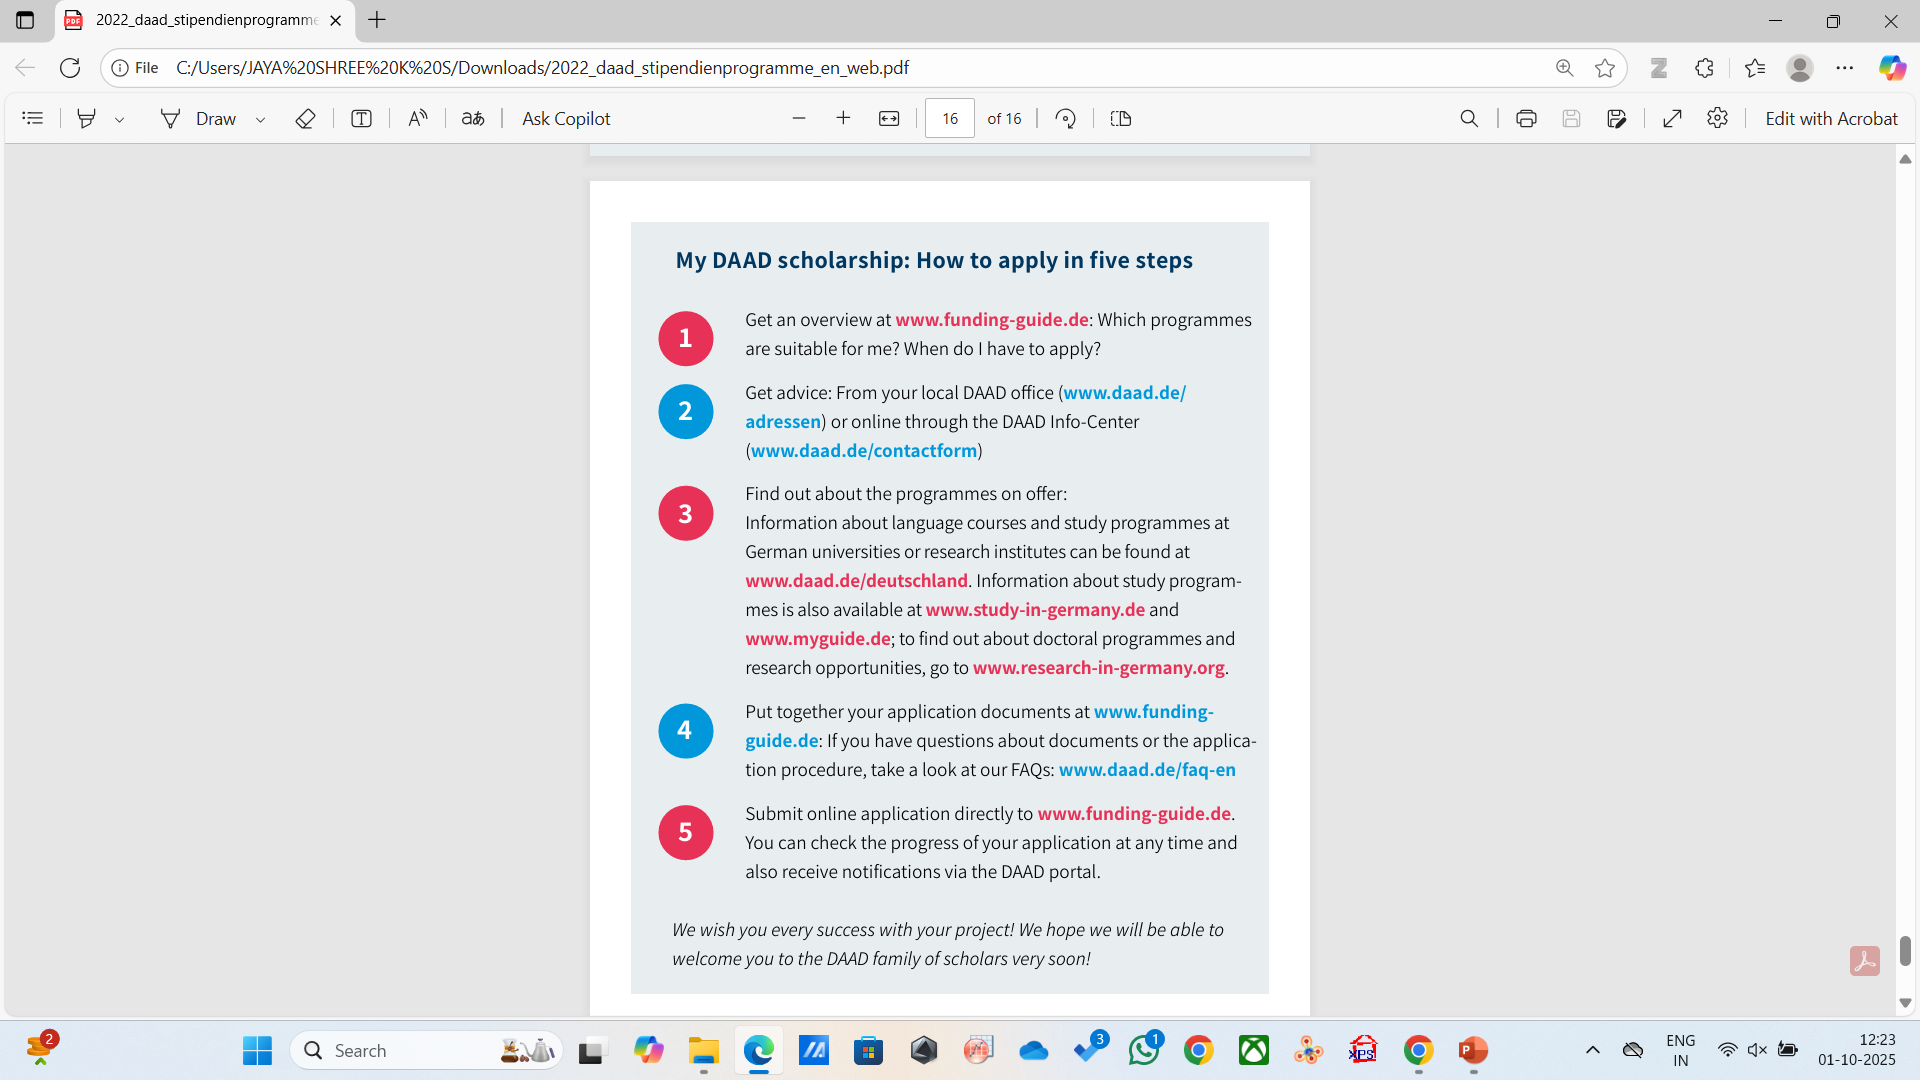 2022_daad_stipendienprogramme
File
C:/Users/JAYA%20SHREE%20K%20S/Downloads/2022_daad_stipendienprogramme_en_web.pdf
Draw
Ask Copilot
16
of 16
Edit with Acrobat
My DAAD scholarship: How to apply in five steps
1
Get an overview at www.funding-guide.de: Which programmes
are suitable for me? When do I have to apply?
2
Get advice: From your local DAAD office (www.daad.de/
adressen) or online through the DAAD Info-Center
(www.daad.de/contactform)
3
Find out about the programmes on offer:
Information about language courses and study programmes at
German universities or research institutes can be found at
www.daad.de/deutschland. Information about study program-
mes is also available at www.study-in-germany.de and
www.myguide.de; to find out about doctoral programmes and
research opportunities, go to www.research-in-germany.org.
4
Put together your application documents at www.funding-
guide.de: If you have questions about documents or the applica-
tion procedure, take a look at our FAQs: www.daad.de/faq-en
5
Submit online application directly to www.funding-guide.de.
You can check the progress of your application at any time and
also receive notifications via the DAAD portal.
We wish you every success with your project! We hope we will be able to
welcome you to the DAAD family of scholars very soon!
2
Search
3
1
XPS
P
ENG
IN
12:23
01-10-2025